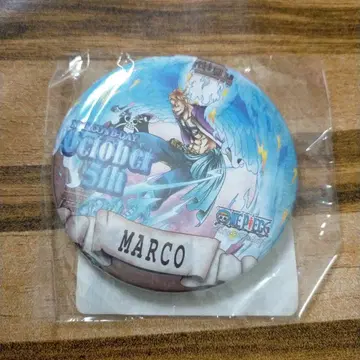 October
5th
ONE PIECE
MARCO